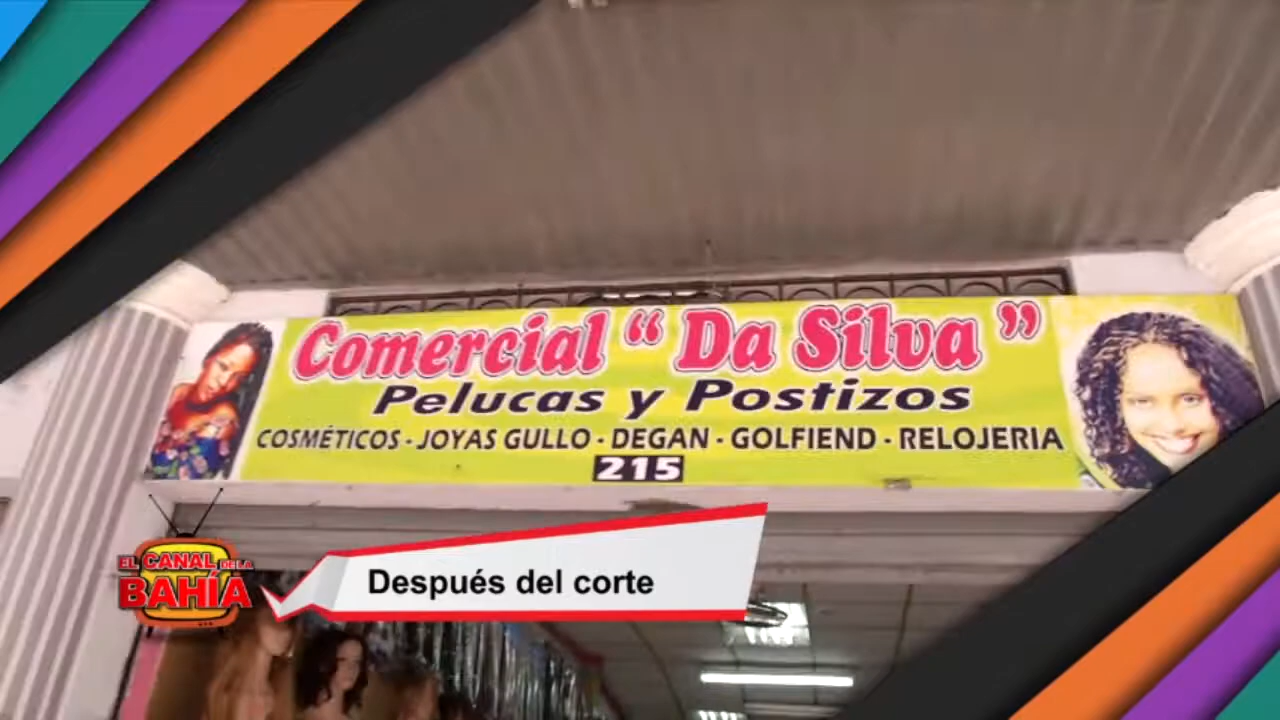 Comercial “ Da Silva ”
Pelucas y Postizos
COSMÉTICOS - JOYAS GULLO - DEGAN - GOLFIEND - RELOJERIA
215
EL CANAL DE LA
BAHÍA
Después del corte